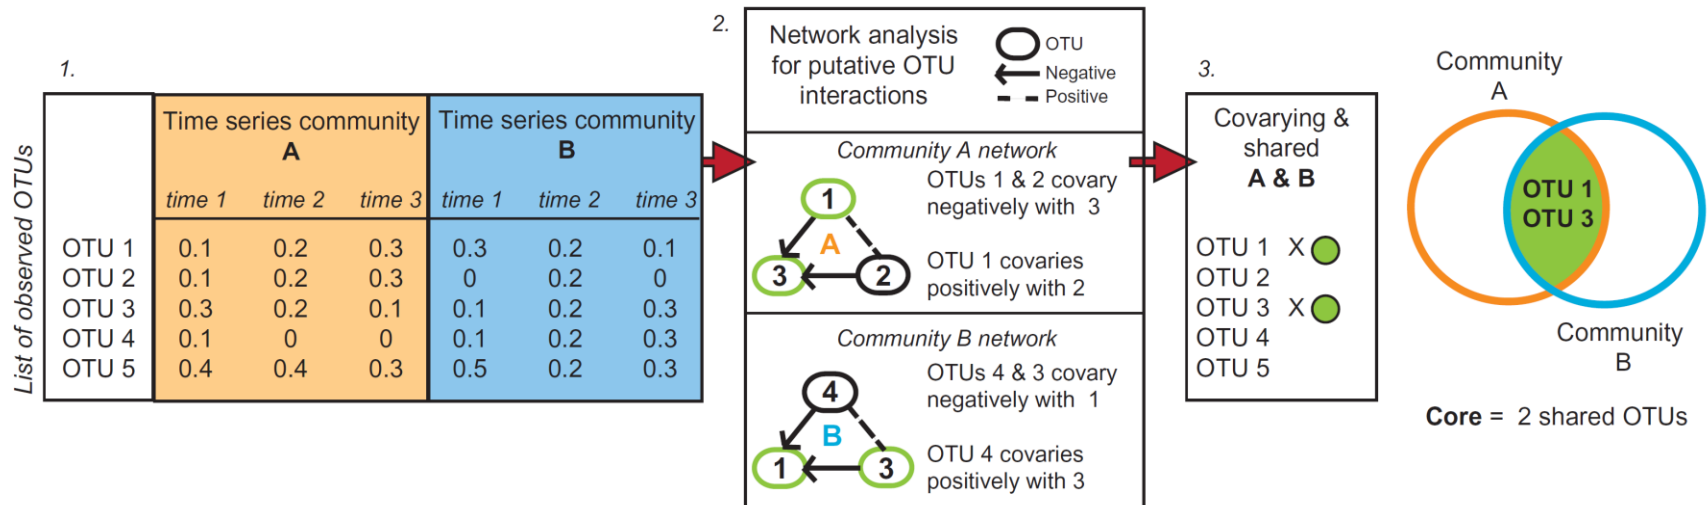 1.
List of observed OTUs
Time series community
A
Time series community
B
time 1 time 2 time 3 time 1 time 2 time 3
OTU 1 0.1 0.2 0.3 0.3 0.2 0.1
OTU 2 0.1 0.2 0.3 0 0.2 0
OTU 3 0.3 0.2 0.1 0.1 0.2 0.3
OTU 4 0.1 0 0 0.1 0.2 0.3
OTU 5 0.4 0.4 0.3 0.5 0.2 0.3
2.
Network analysis
for putative OTU
interactions
OTU
Negative
Positive
Community A network
1
A
3
2
OTUs 1 & 2 covary
negatively with 3
OTU 1 covaries
positively with 2
Community B network
4
B
1
3
OTUs 4 & 3 covary
negatively with 1
OTU 4 covaries
positively with 3
3.
Covarying &
shared
A & B
OTU 1 X
OTU 2
OTU 3 X
OTU 4
OTU 5
Community
A
OTU 1
OTU 3
Community
B
Core = 2 shared OTUs